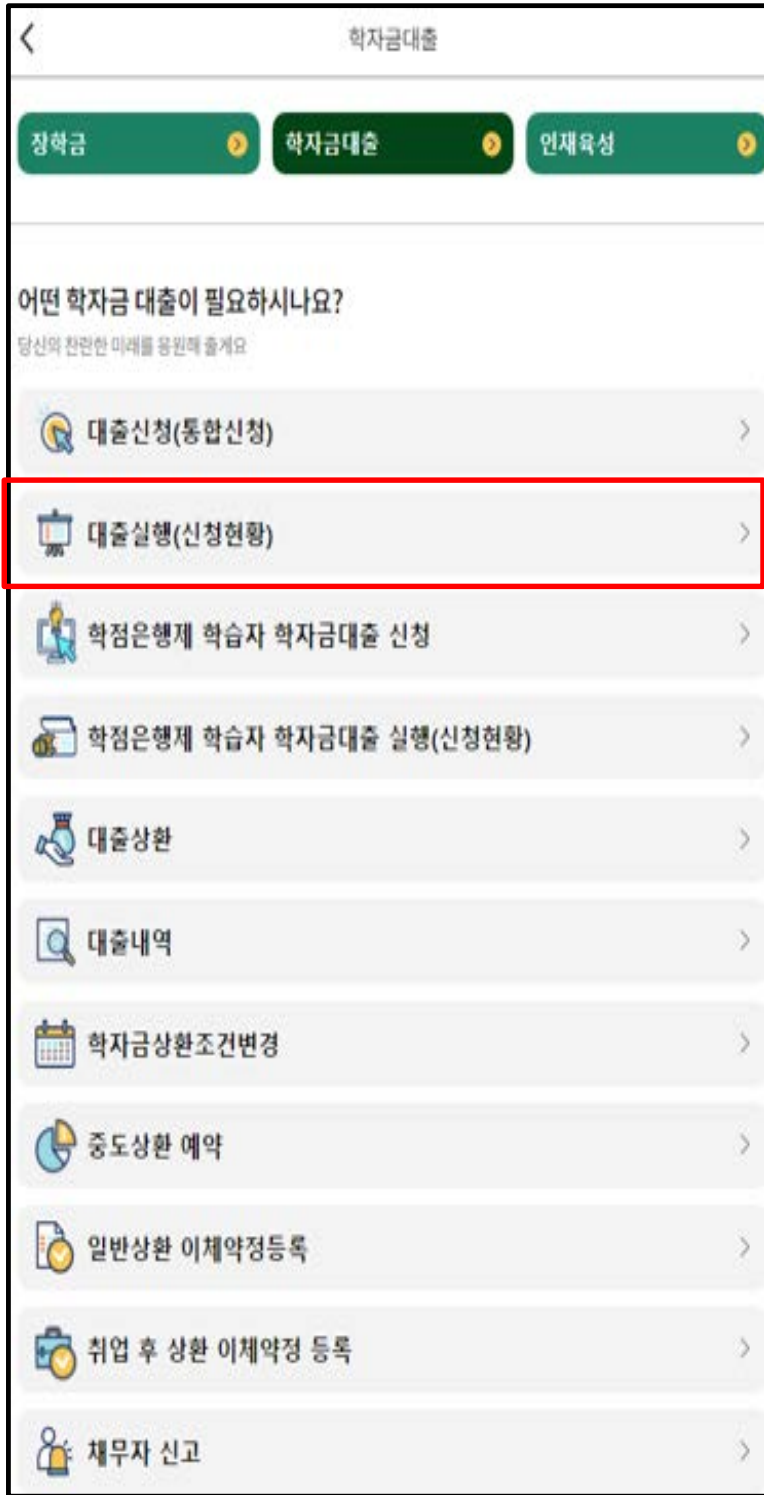 학자금대출
장학금
학자금대출
인재육성
어떤 학자금 대출이 필요하시나요?
당신의 찬란한 미래를 응원해 줄게요
대출신청(통합신청)
대출실행(신청현황)
학점은행제 학습자 학자금대출 신청
학점은행제 학습자 학자금대출 실행(신청현황)
대출상환
대출내역
학자금상환조건변경
중도상환 예약
일반상환 이체약정등록
취업 후 상환 이체약정 등록
채무자 신고